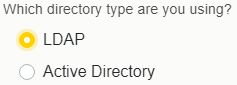 Which directory type are you using?
LDAP
Active Directory